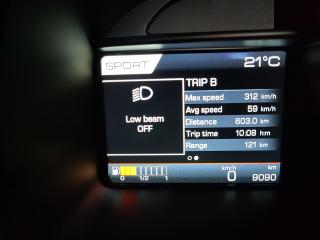 SPORT 21°C
TRIP B
Max speed 312 km/h
Avg speed 59 km/h
Distance 603.0 km
Trip time 10:08 h:m
Range 121 km
Low beam
OFF
km/h km
0 1/2 1 0 9090